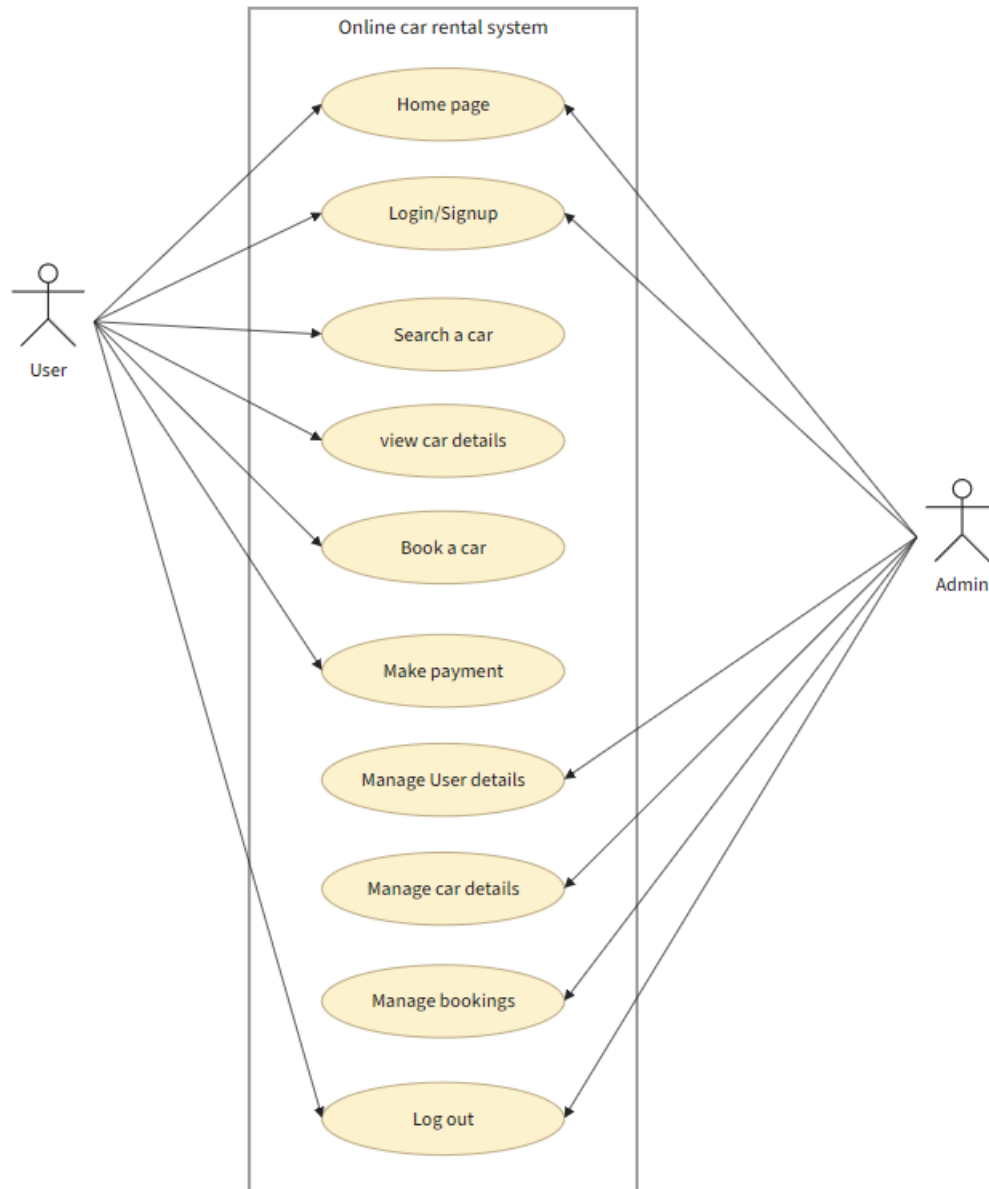 Online car rental system
Home page
Login/Signup
Search a car
User
view car details
Book a car
Admin
Make payment
Manage User details
Manage car details
Manage bookings
Log out